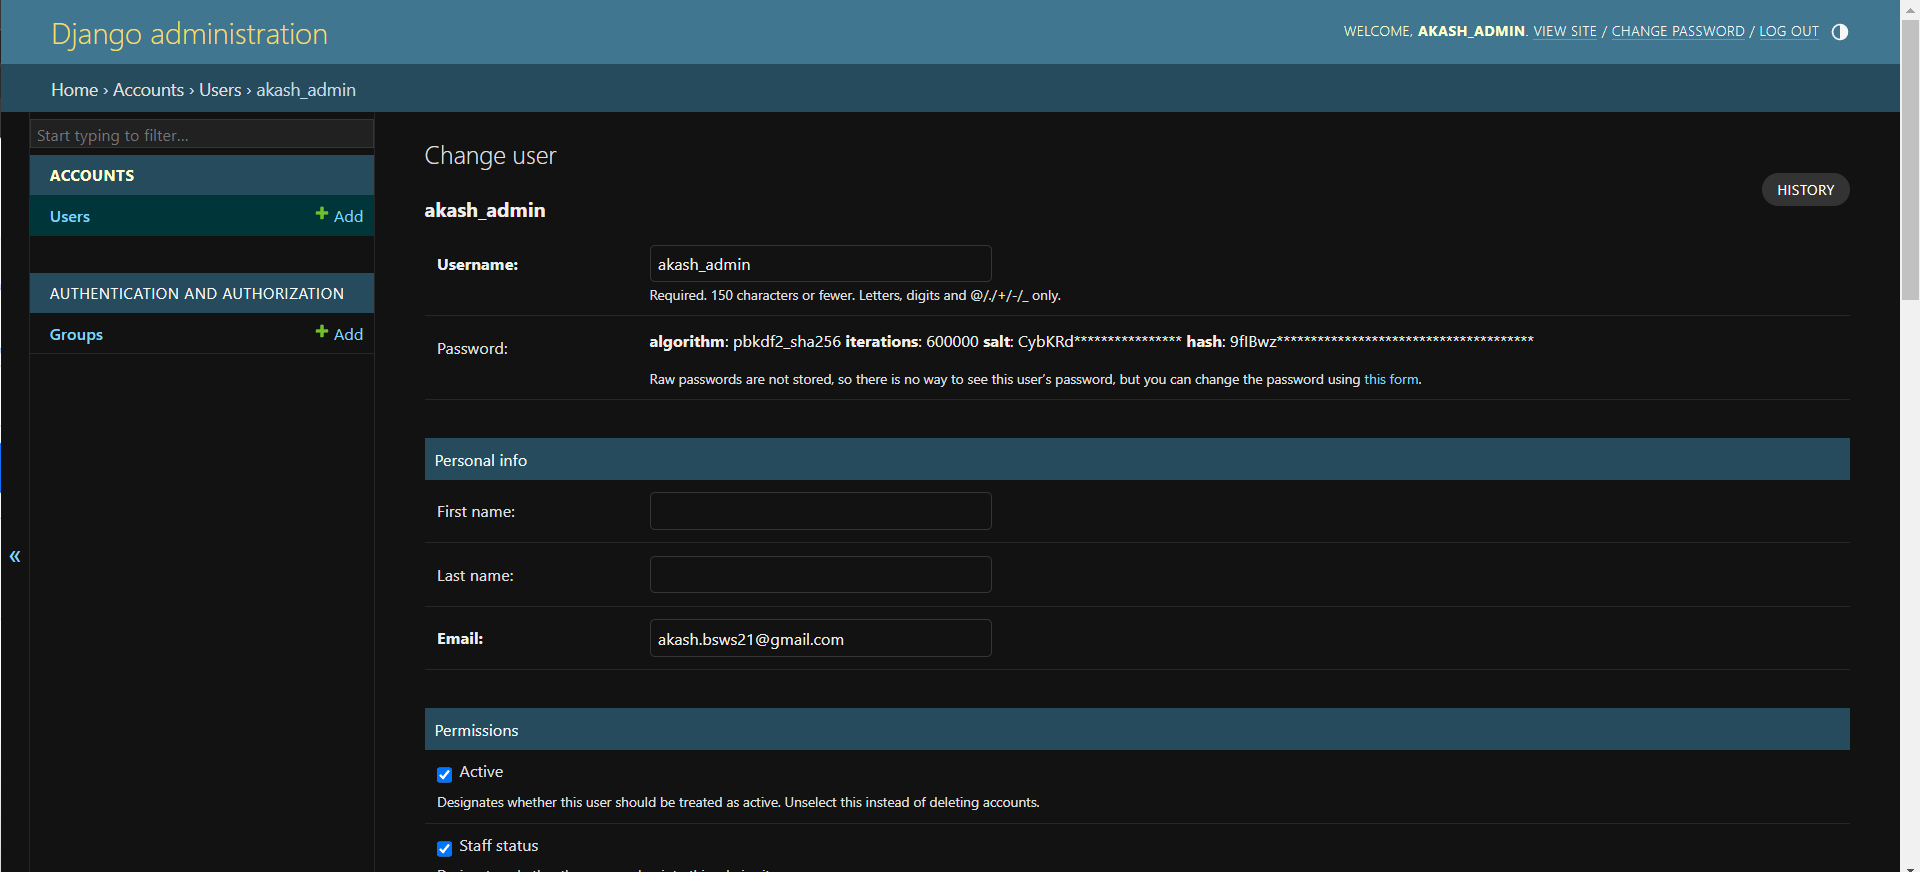 Django administration
WELCOME, AKASH_ADMIN. VIEW SITE / CHANGE PASSWORD / LOG OUT
Home › Accounts › Users › akash_admin
Start typing to filter...
ACCOUNTS
Users
Add
AUTHENTICATION AND AUTHORIZATION
Groups
Add
«
Change user
HISTORY
akash_admin
Username:
akash_admin
Required. 150 characters or fewer. Letters, digits and @/./+/-/_ only.
Password:
algorithm: pbkdf2_sha256 iterations: 600000 salt: CybKRd**************** hash: 9fIBwz**************************************
Raw passwords are not stored, so there is no way to see this user’s password, but you can change the password using this form.
Personal info
First name:
Last name:
Email:
akash.bsws21@gmail.com
Permissions
Active
Designates whether this user should be treated as active. Unselect this instead of deleting accounts.
Staff status